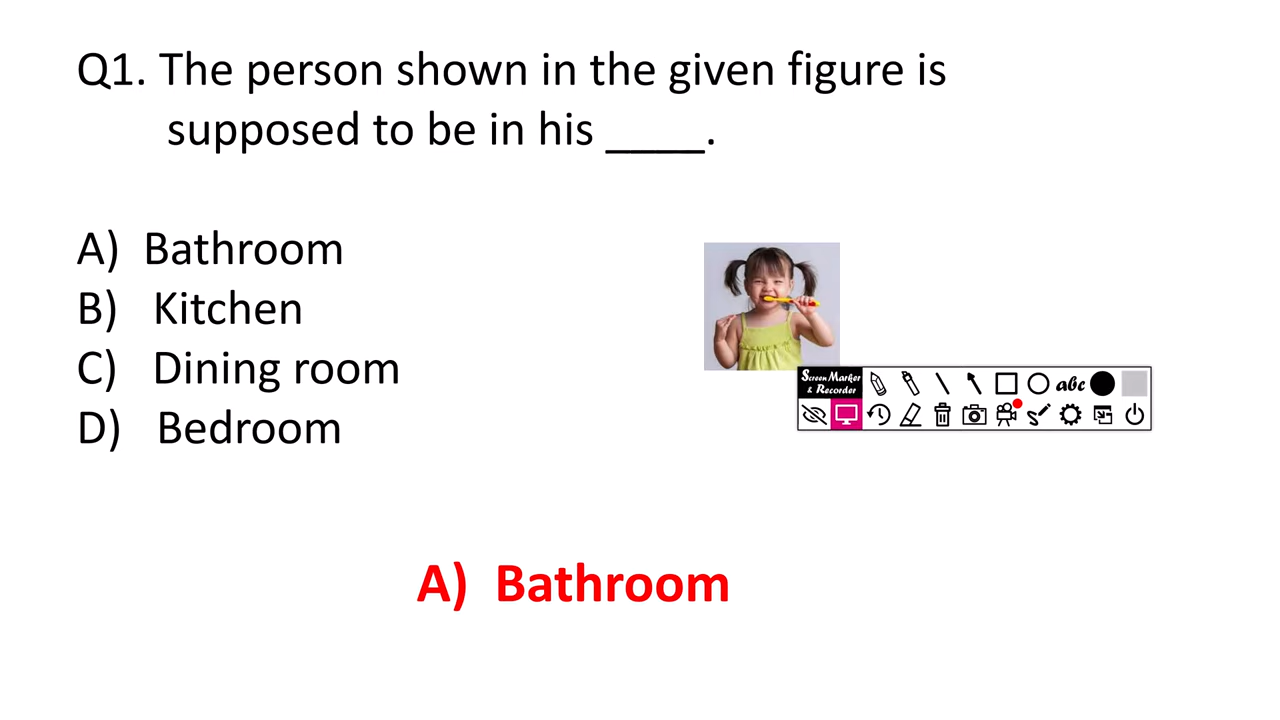 Q1. The person shown in the given figure is
supposed to be in his ____.
A) Bathroom
B) Kitchen
C) Dining room
D) Bedroom
Screen Marker
& Recorder
abc
A) Bathroom